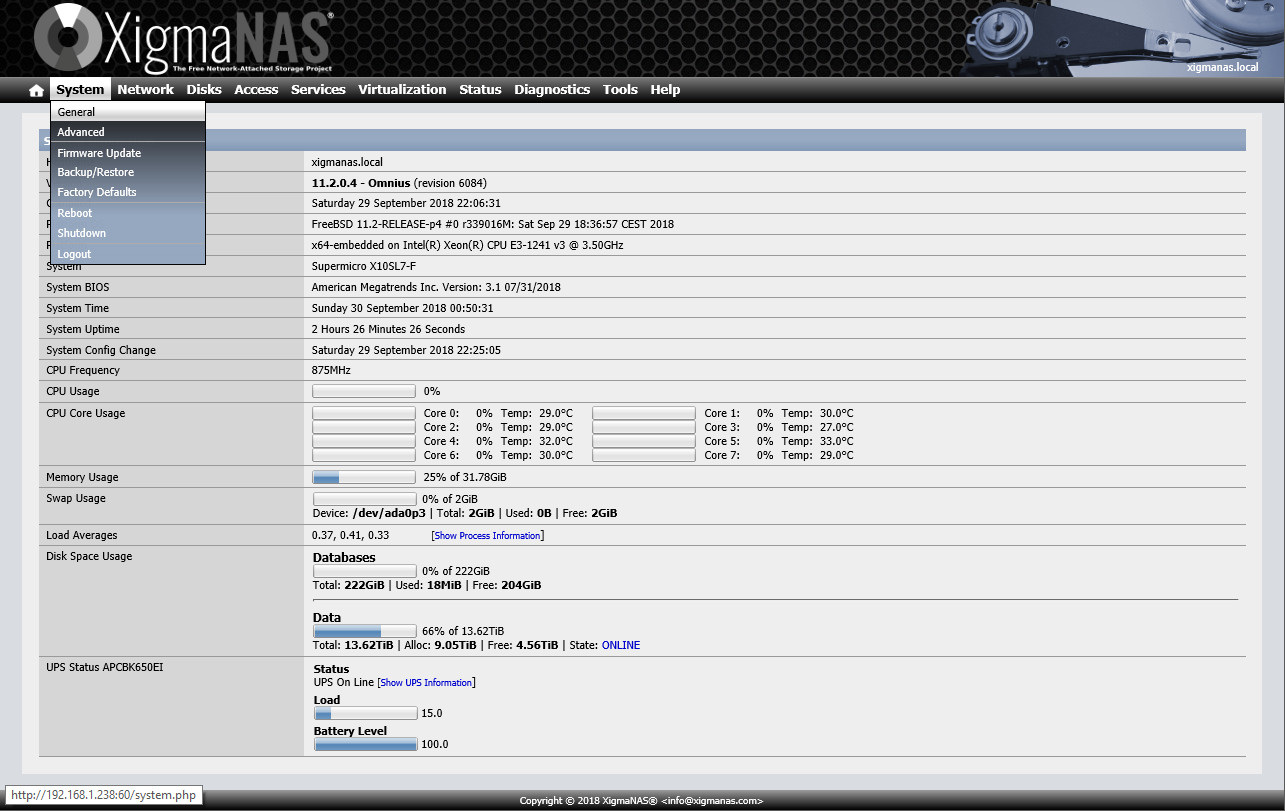 XigmaNAS®
The Free Network-Attached Storage Project
xigmanas.local
System Network Disks Access Services Virtualization Status Diagnostics Tools Help
General
Advanced
Firmware Update
Backup/Restore
Factory Defaults
Reboot
Shutdown
Logout
xigmanas.local
11.2.0.4 - Omnius (revision 6084)
Saturday 29 September 2018 22:06:31
FreeBSD 11.2-RELEASE-p4 #0 r339016M: Sat Sep 29 18:36:57 CEST 2018
x64-embedded on Intel(R) Xeon(R) CPU E3-1241 v3 @ 3.50GHz
System Supermicro X10SL7-F
System BIOS American Megatrends Inc. Version: 3.1 07/31/2018
System Time Sunday 30 September 2018 00:50:31
System Uptime 2 Hours 26 Minutes 26 Seconds
System Config Change Saturday 29 September 2018 22:25:05
CPU Frequency 875MHz
CPU Usage 0%
CPU Core Usage Core 0: 0% Temp: 29.0°C Core 1: 0% Temp: 30.0°C
Core 2: 0% Temp: 29.0°C Core 3: 0% Temp: 27.0°C
Core 4: 0% Temp: 32.0°C Core 5: 0% Temp: 33.0°C
Core 6: 0% Temp: 30.0°C Core 7: 0% Temp: 29.0°C
Memory Usage 25% of 31.78GiB
Swap Usage 0% of 2GiB
Device: /dev/ada0p3 | Total: 2GiB | Used: 0B | Free: 2GiB
Load Averages 0.37, 0.41, 0.33 [Show Process Information]
Disk Space Usage Databases
0% of 222GiB
Total: 222GiB | Used: 18MiB | Free: 204GiB
Data
66% of 13.62TiB
Total: 13.62TiB | Alloc: 9.05TiB | Free: 4.56TiB | State: ONLINE
UPS Status APCBK650EI Status
UPS On Line [Show UPS Information]
Load
15.0
Battery Level
100.0
http://192.168.1.238:60/system.php
Copyright © 2018 XigmaNAS® <info@xigmanas.com>